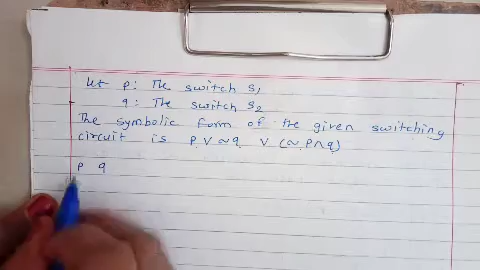 Let p: The switch S₁
q: The switch S₂
The symbolic form of the given switching
circuit is p ∨ ~q ∨ (~p ∧ q)
p q